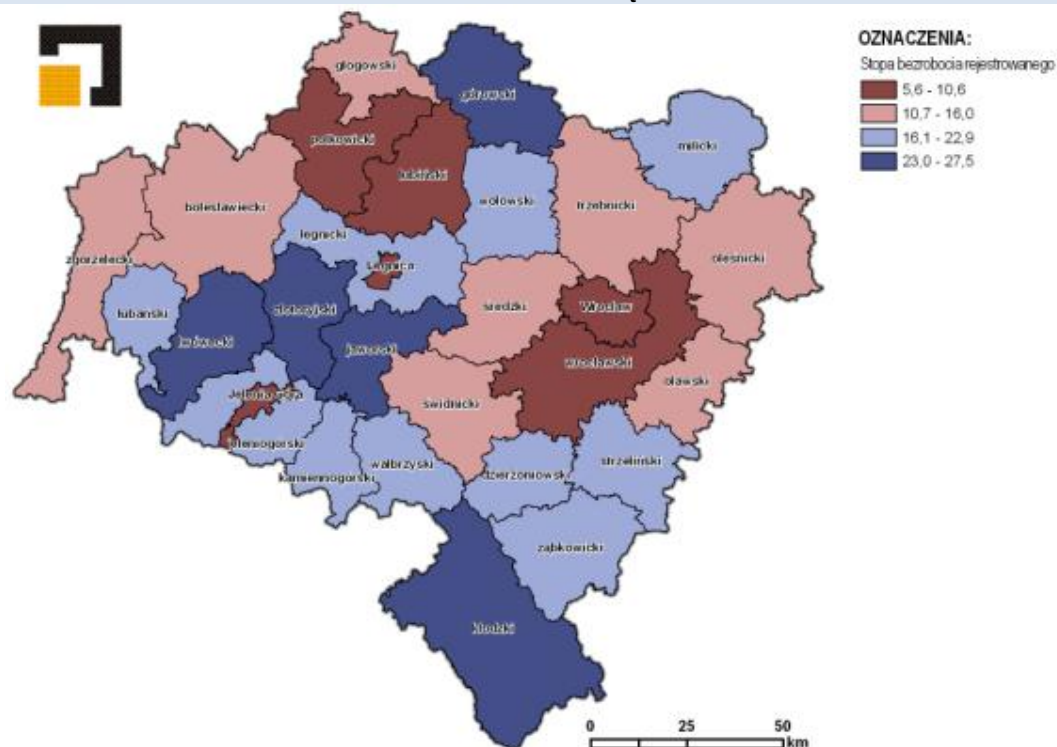 OZNACZENIA:
Stopa bezrobocia rejestrowanego
5,6 - 10,6
10,7 - 16,0
16,1 - 22,9
23,0 - 27,5
głogowski
górowski
polkowicki
lubiński
milicki
wołowski
trzebnicki
bolesławiecki
legnicki
Legnica
zgorzelecki
oleśnicki
lubański
złotoryjski
średzki
Wrocław
lwówecki
jaworski
wrocławski
oławski
Jelenia Góra
świdnicki
jeleniogorski
wałbrzyski
kamiennogorski
dzierżoniowski
strzeliński
ząbkowicki
kłodzki
0 25 50
km